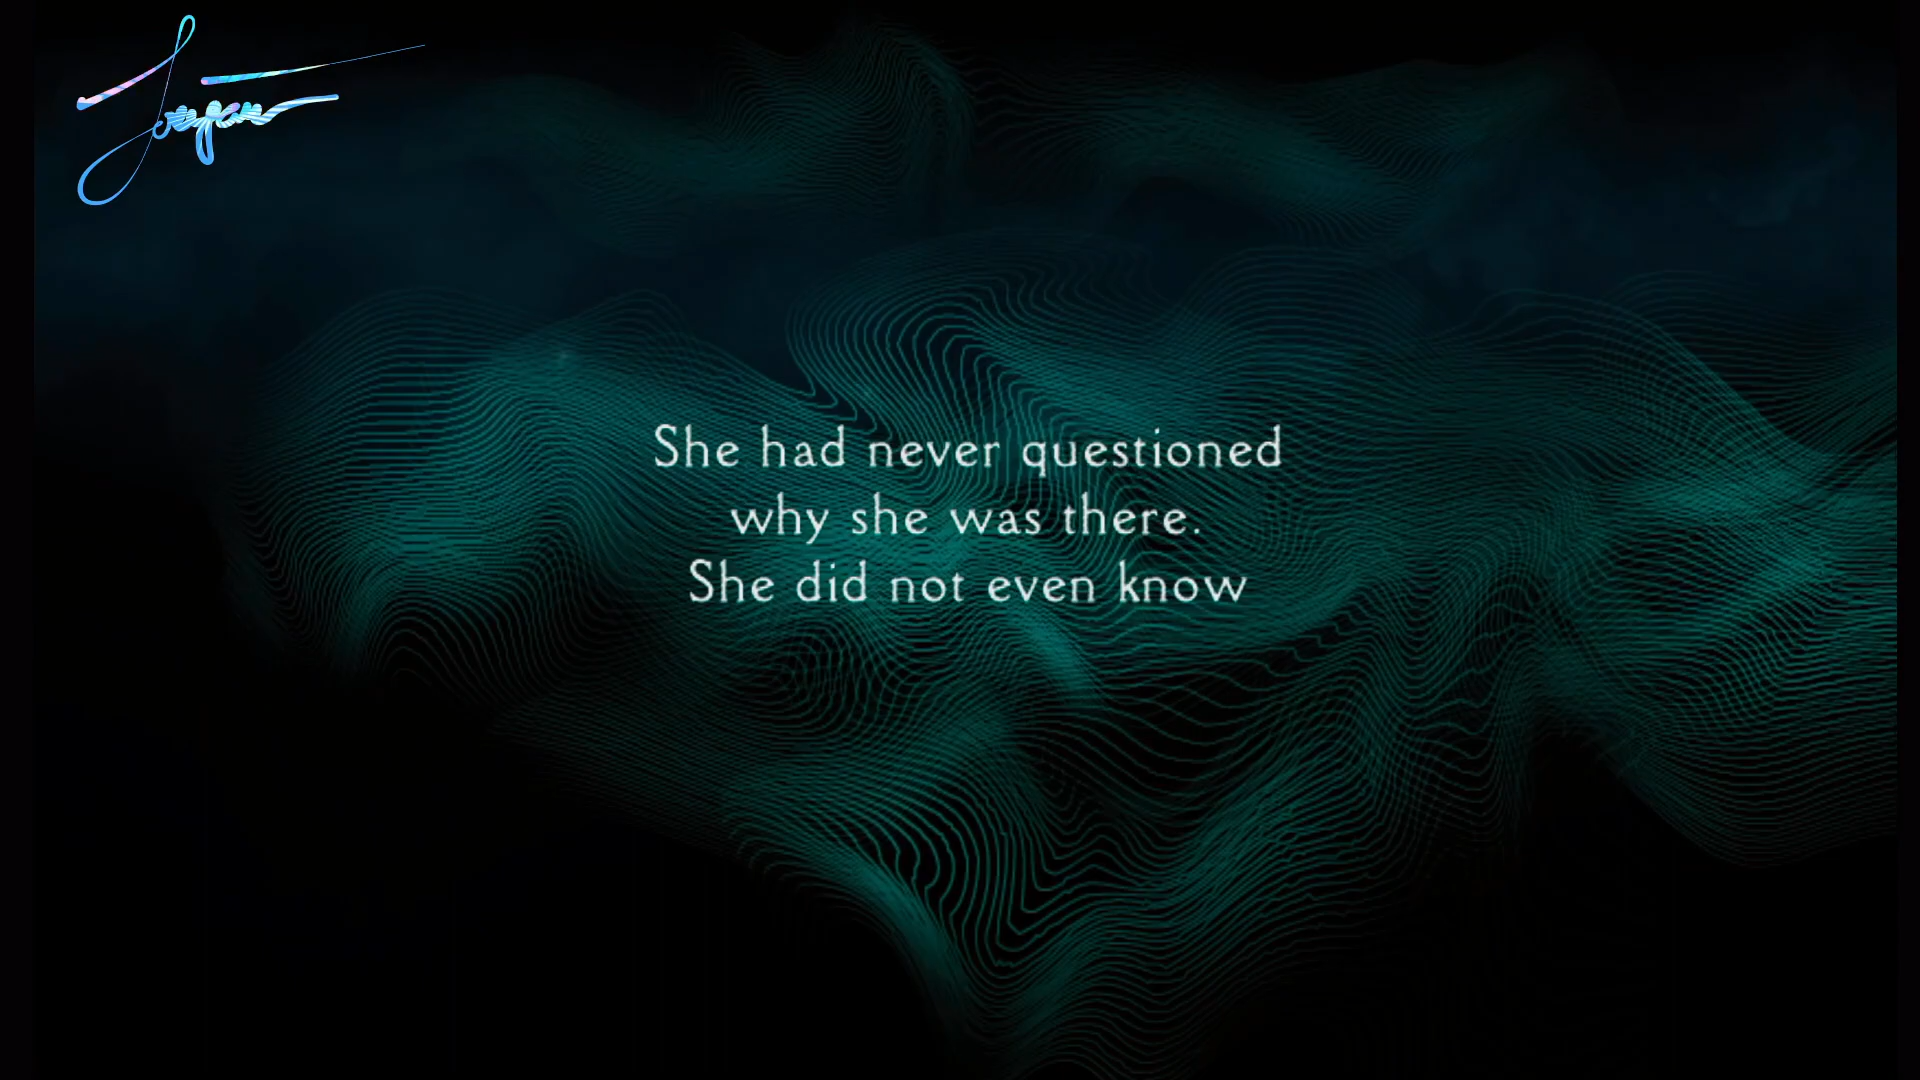 She had never questioned
why she was there.
She did not even know